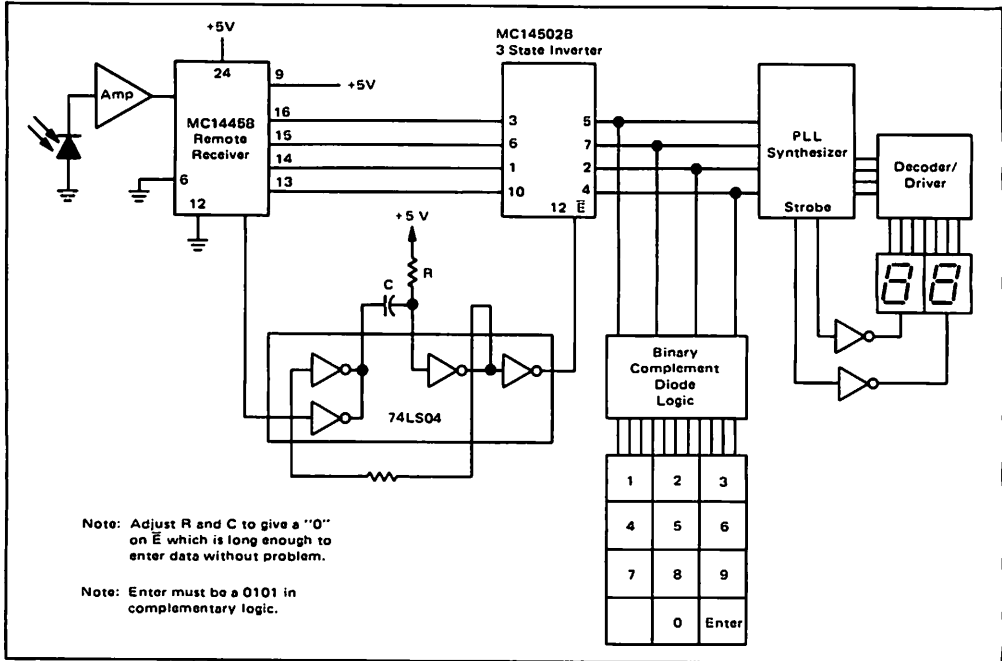 MC14502B
3 State Inverter
+5V
24
9
+5V
Amp
MC14458
Remote
Receiver
16
15
14
13
6
12
3
6
1
10
5
7
2
4
12 E̅
PLL
Synthesizer
Strobe
Decoder/
Driver
8 8
+5 V
R
C
74LS04
Binary
Complement
Diode
Logic
1 2 3
4 5 6
7 8 9
0 Enter
Note: Adjust R and C to give a "0"
on E̅ which is long enough to
enter data without problem.
Note: Enter must be a 0101 in
complementary logic.